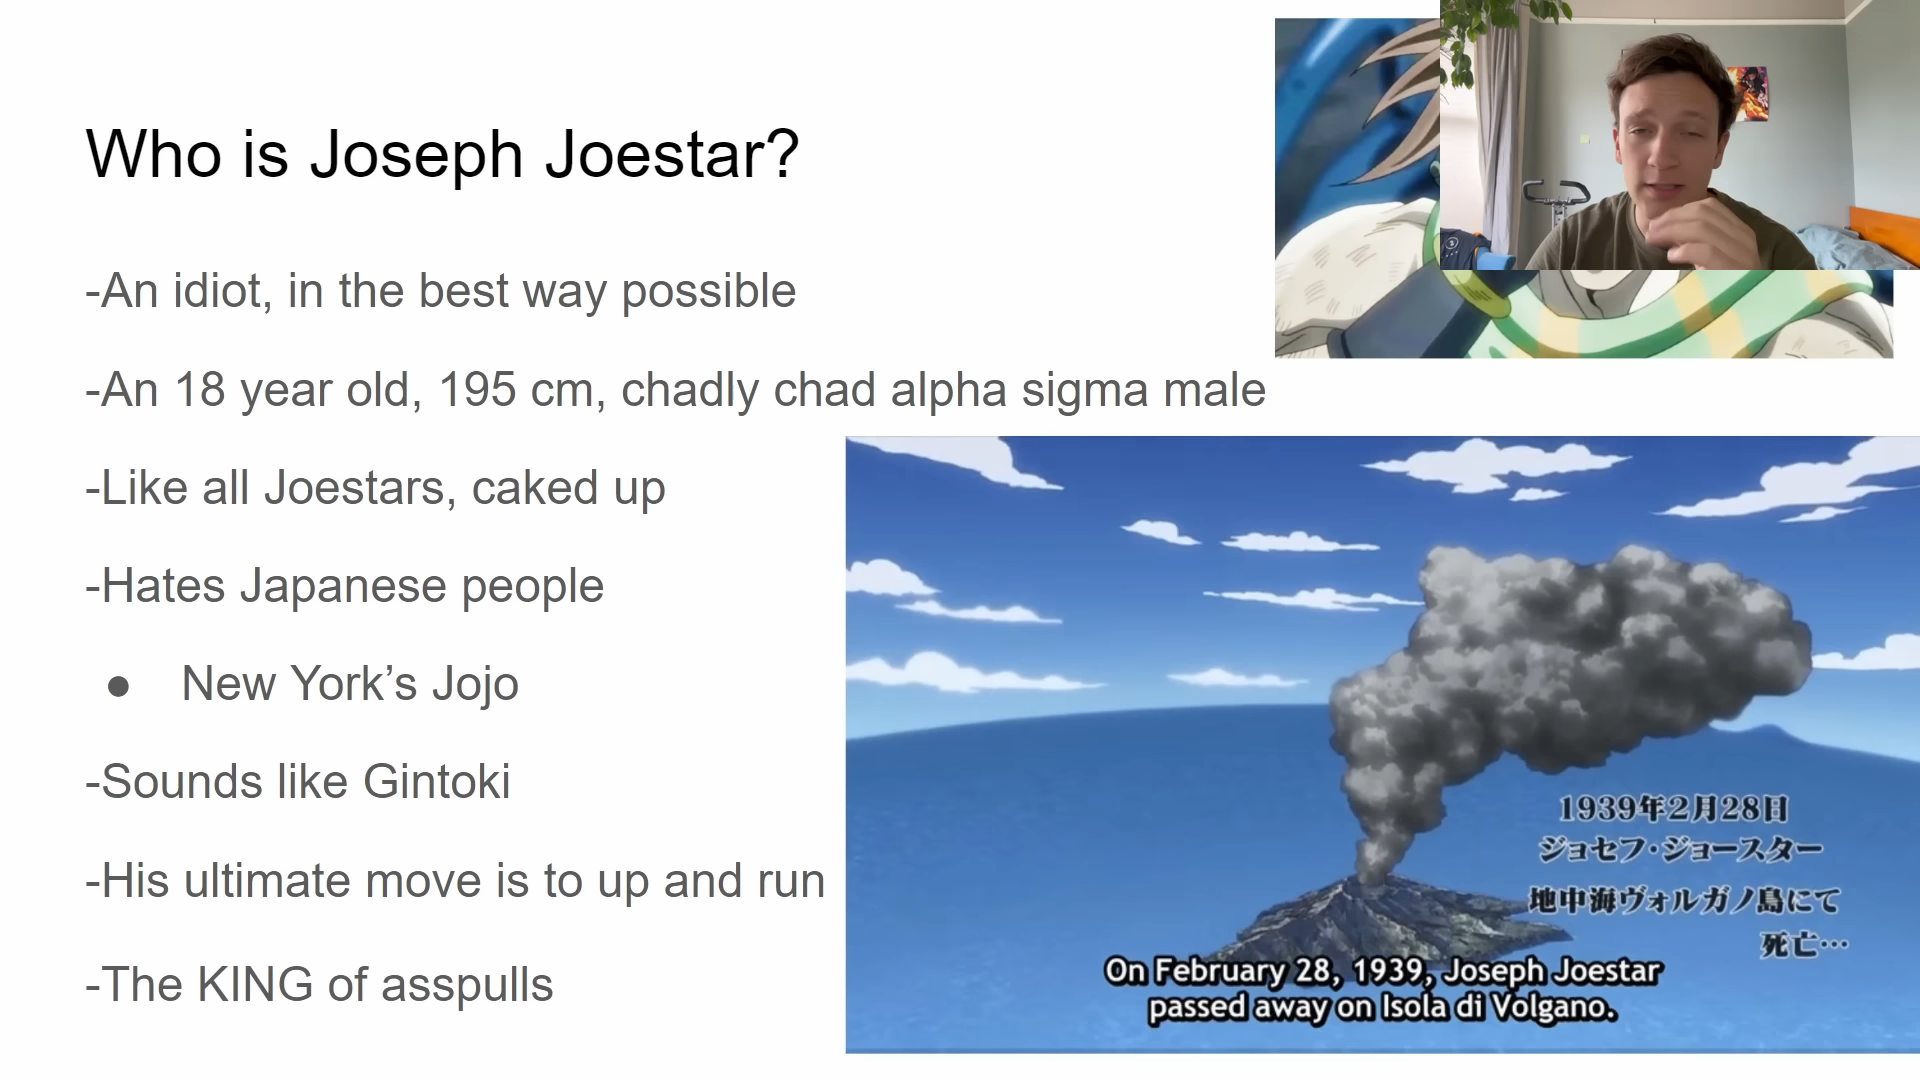 Who is Joseph Joestar?
-An idiot, in the best way possible
-An 18 year old, 195 cm, chadly chad alpha sigma male
-Like all Joestars, caked up
-Hates Japanese people
● New York’s Jojo
-Sounds like Gintoki
-His ultimate move is to up and run
-The KING of asspulls
1939年2月28日
ジョセフ・ジョースター
地中海ヴォルガノ島にて
死亡…
On February 28, 1939, Joseph Joestar
passed away on Isola di Volgano.